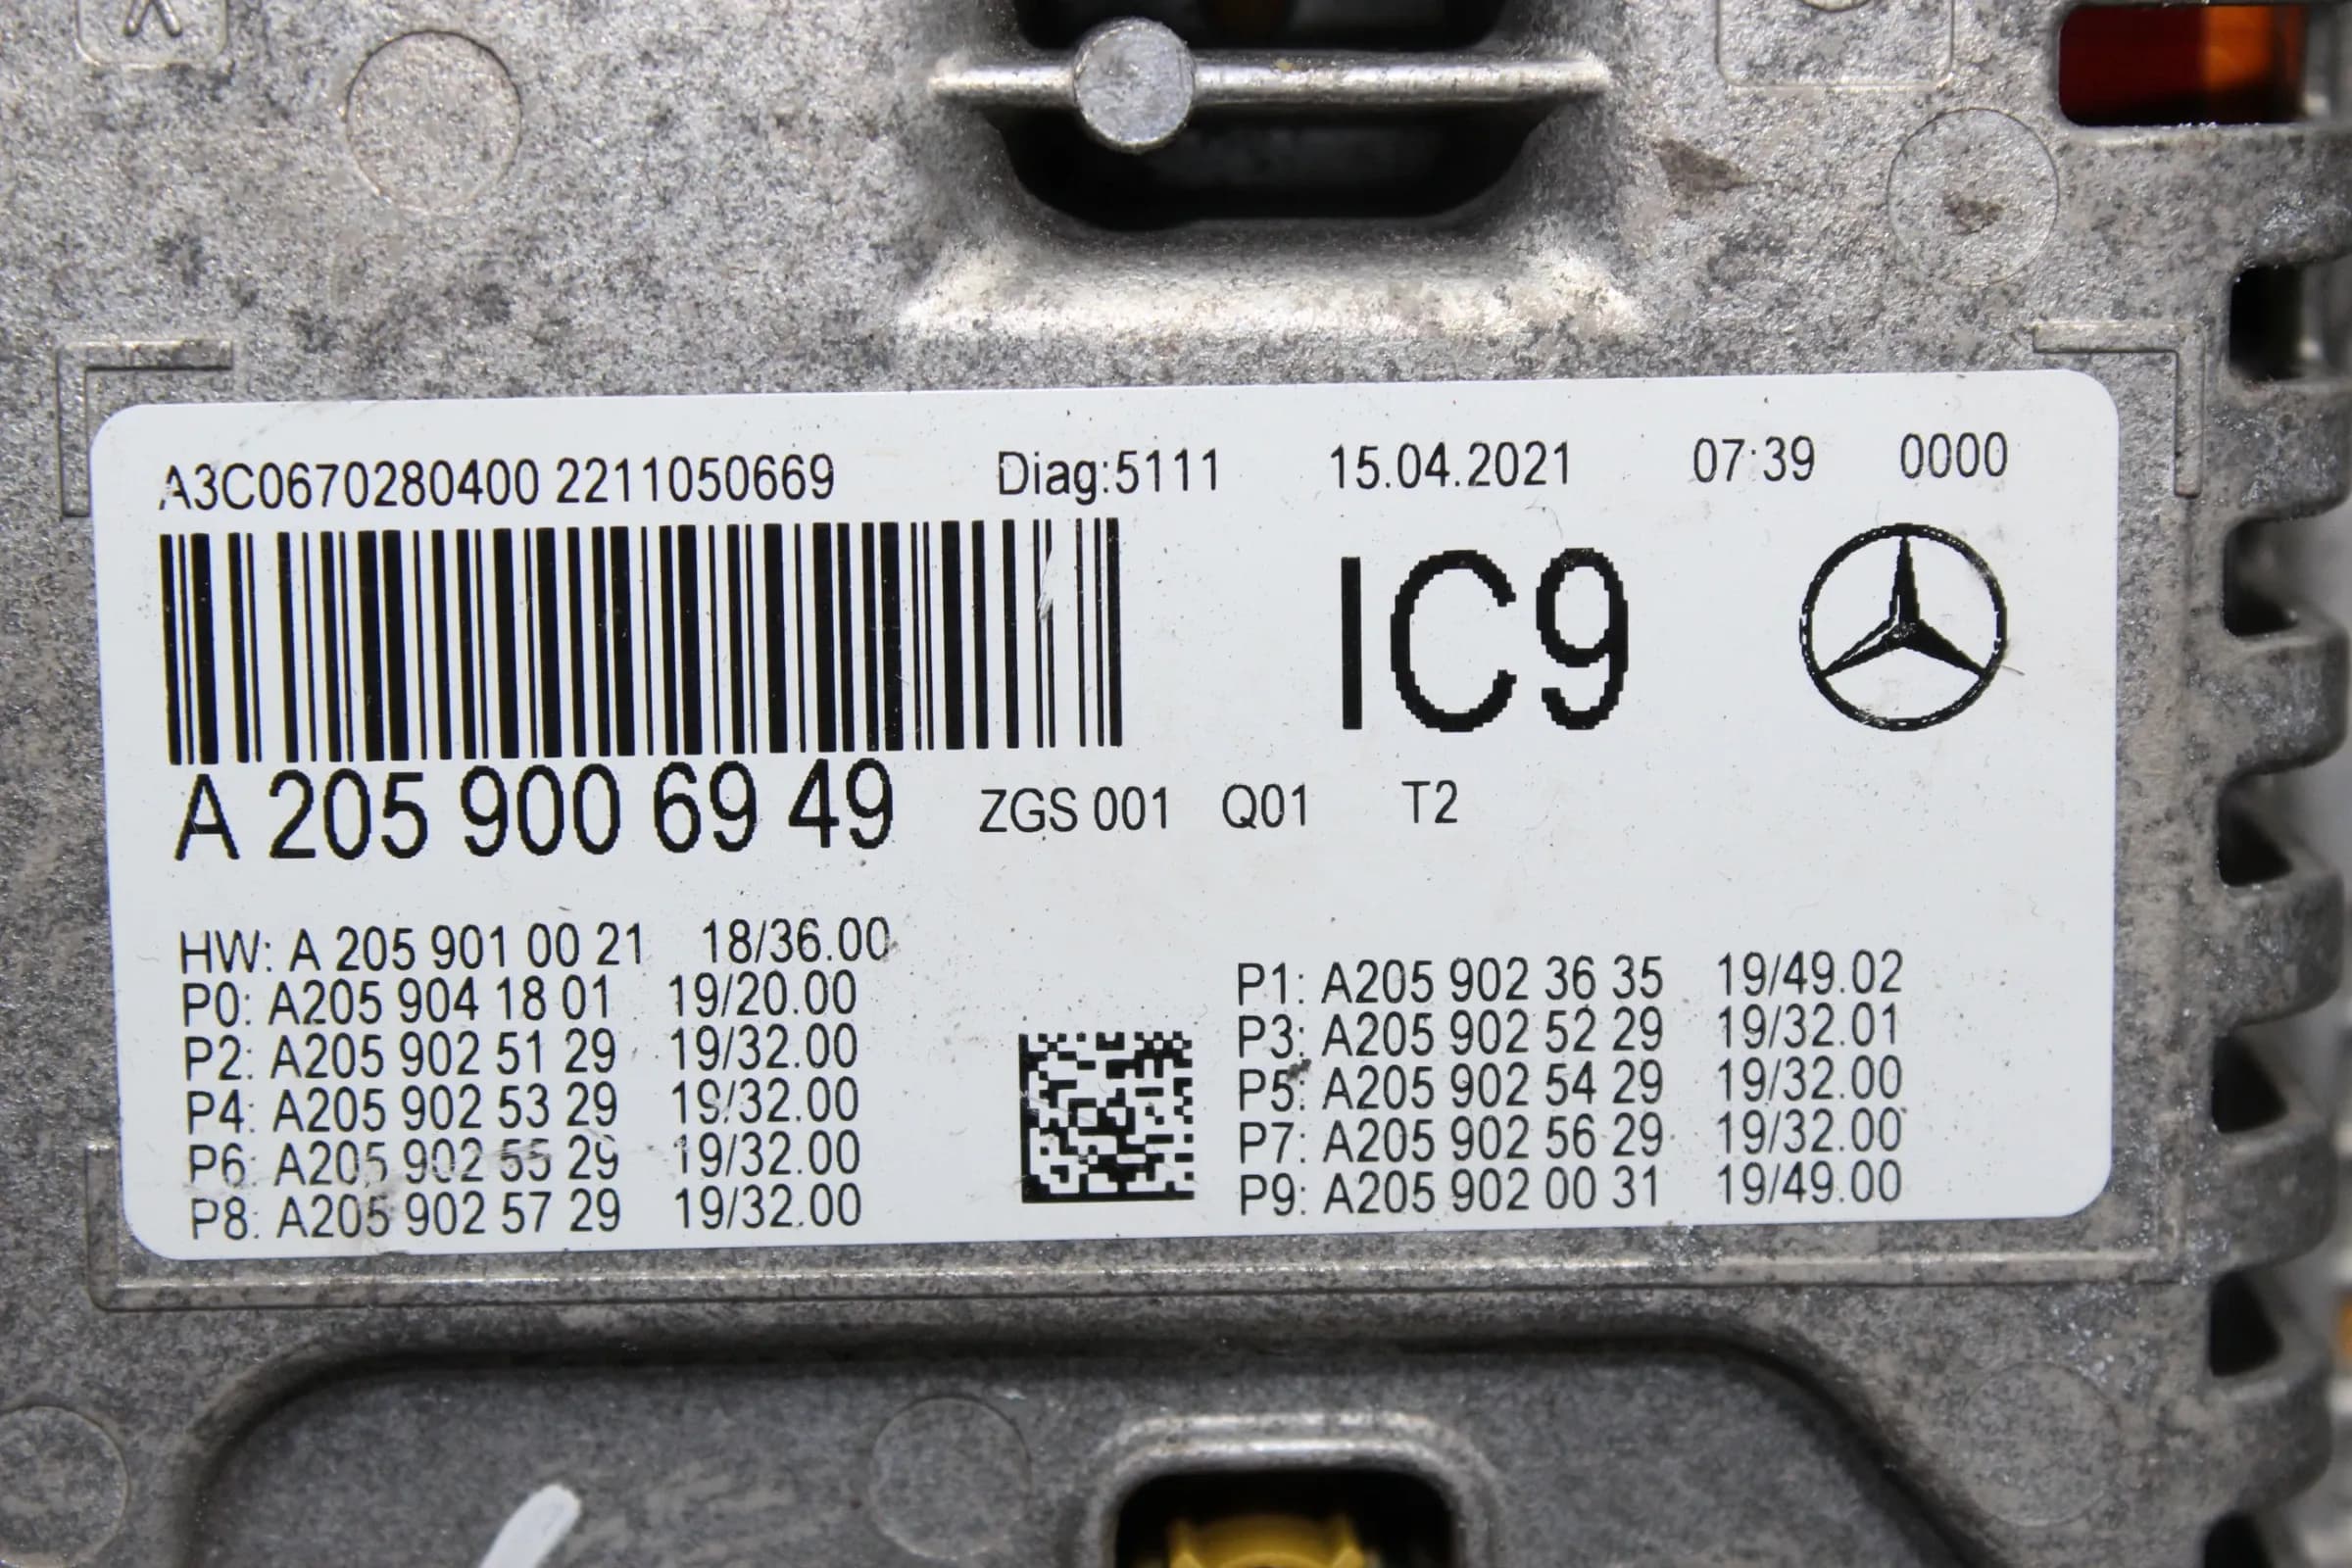 A3C0670280400 2211050669 Diag:5111 15.04.2021 07:39 0000
IC9
A 205 900 69 49 ZGS 001 Q01 T2
HW: A 205 901 00 21 18/36.00
P0: A205 904 18 01 19/20.00
P2: A205 902 51 29 19/32.00
P4: A205 902 53 29 19/32.00
P6: A205 902 55 29 19/32.00
P8: A205 902 57 29 19/32.00
P1: A205 902 36 35 19/49.02
P3: A205 902 52 29 19/32.01
P5: A205 902 54 29 19/32.00
P7: A205 902 56 29 19/32.00
P9: A205 902 00 31 19/49.00